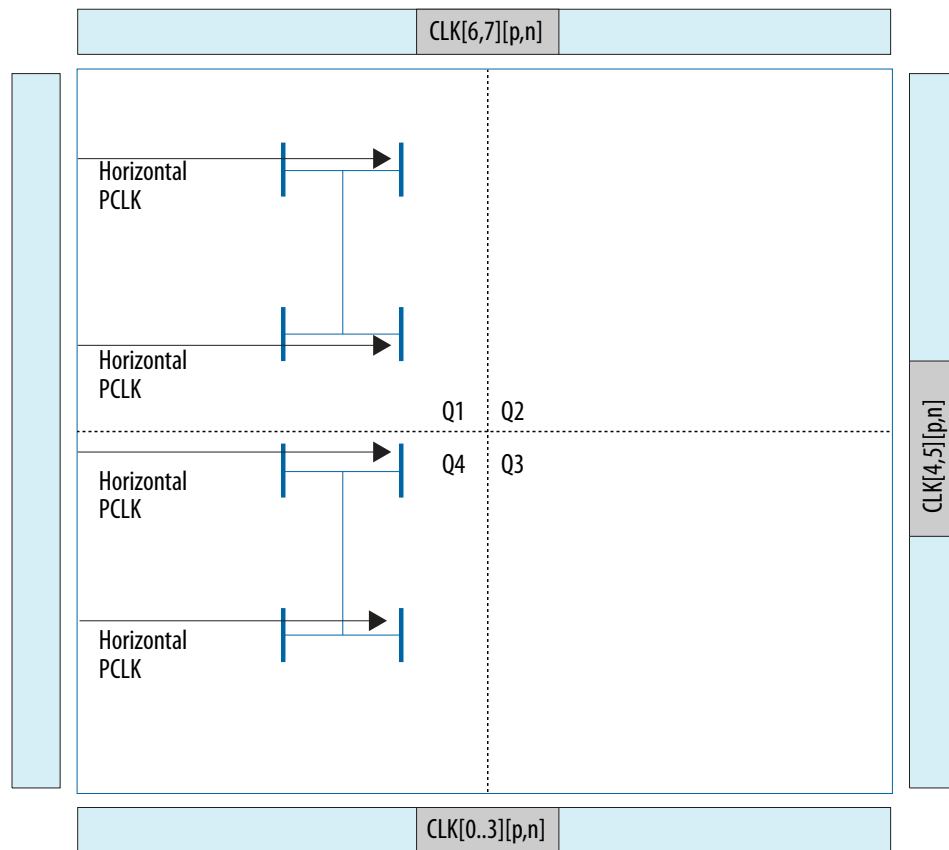 CLK[6,7][p,n]
Horizontal
PCLK
Horizontal
PCLK
Q1 Q2
Q4 Q3
Horizontal
PCLK
CLK[4,5][p,n]
Horizontal
PCLK
CLK[0..3][p,n]